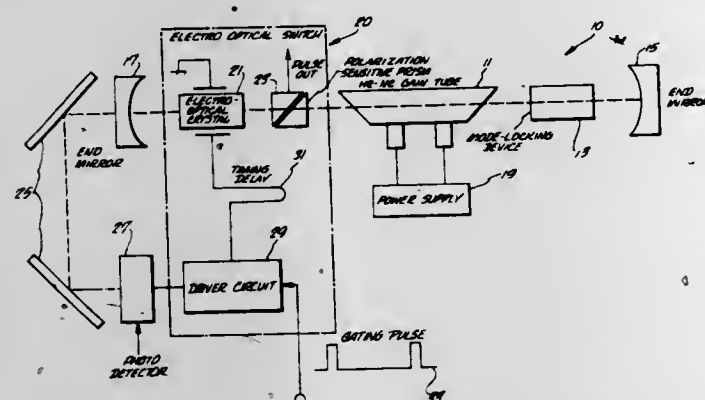 ELECTRO OPTICAL SWITCH
20
10
17
21
23
PULSE OUT
POLARIZATION SENSITIVE PRISM
HE-NE GAIN TUBE
11
15
ELECTRO-OPTICAL CRYSTAL
END MIRROR
END MIRROR
MODE-LOCKING DEVICE
13
25
TIMING DELAY
31
POWER SUPPLY
19
27
29
DRIVER CIRCUIT
PHOTO DETECTOR
GATING PULSE